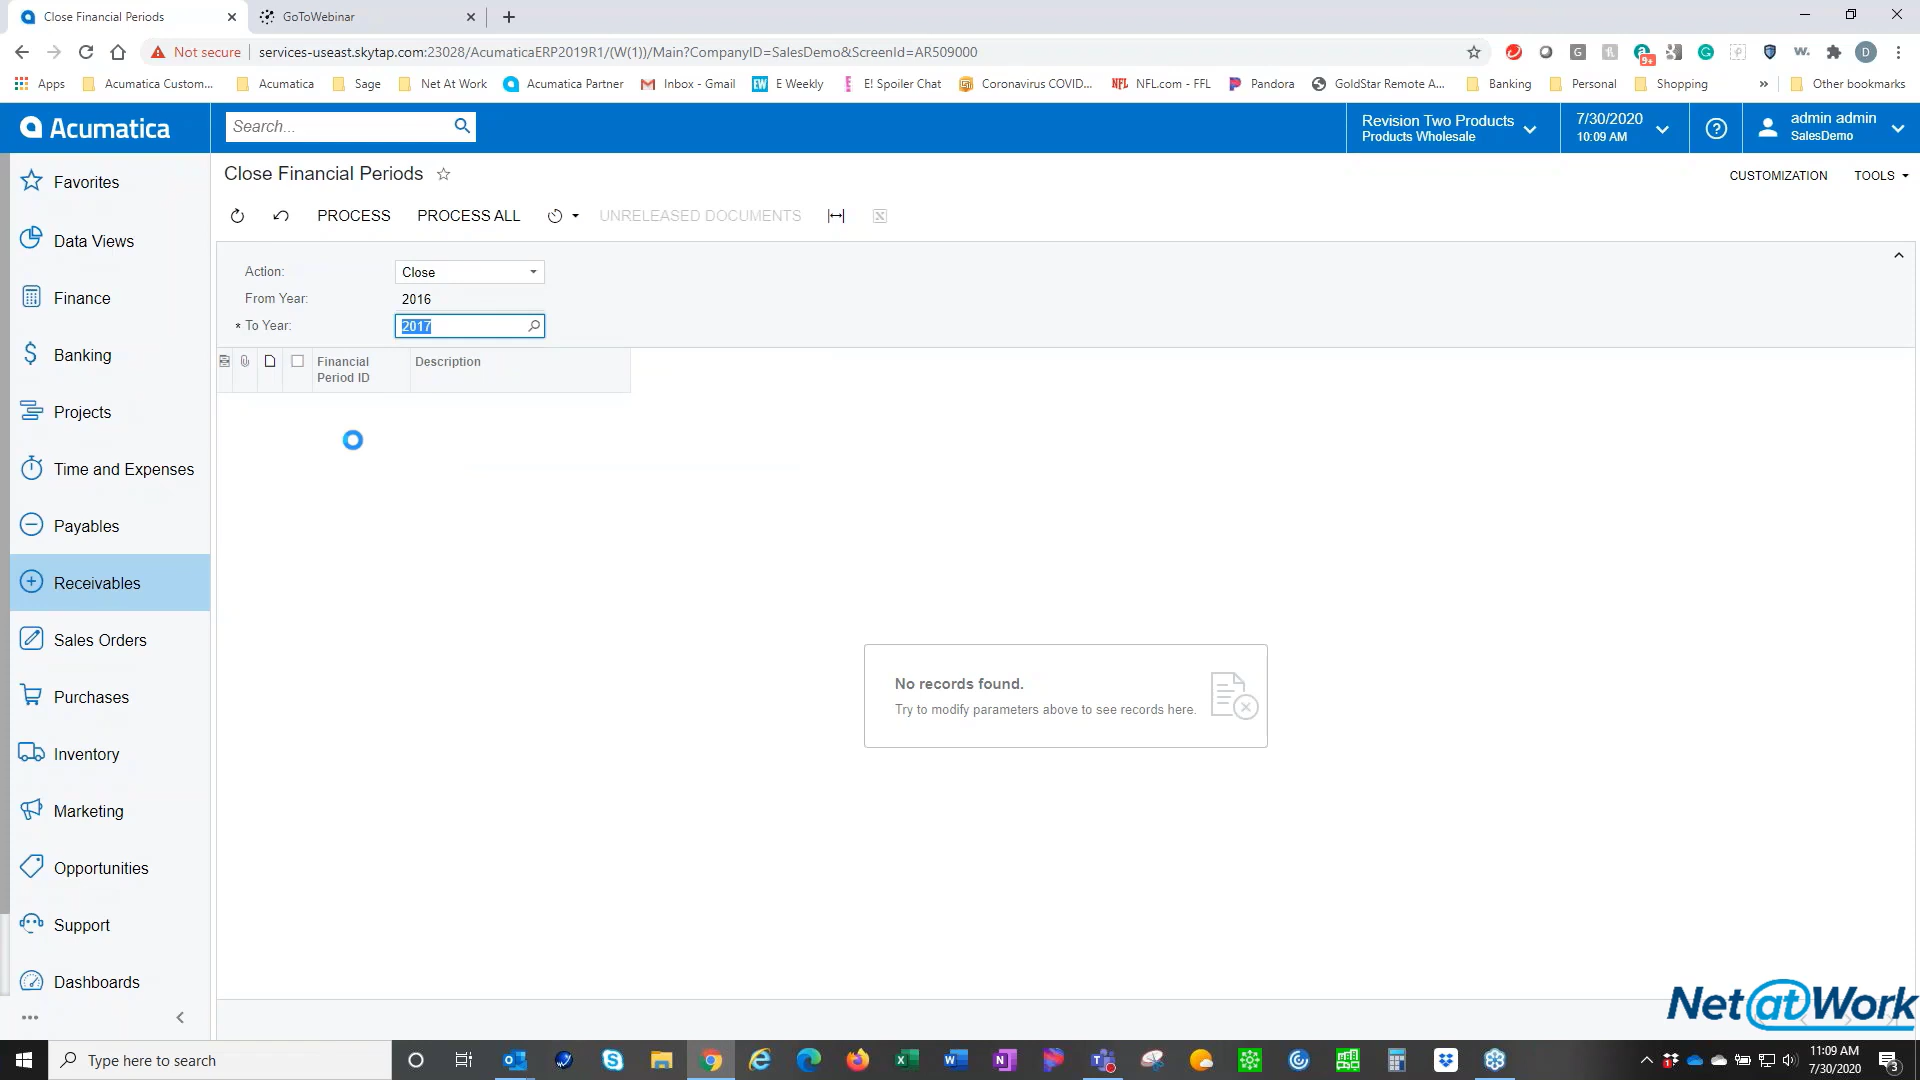 Close Financial Periods
GoToWebinar
Not secure
services-useast.skytap.com:23028/AcumaticaERP2019R1/(W(1))/Main?CompanyID=SalesDemo&ScreenId=AR509000
9+
D
Apps
Acumatica Custom...
Acumatica
Sage
Net At Work
Acumatica Partner
Inbox - Gmail
EW
E Weekly
E! Spoiler Chat
Coronavirus COVID...
NFL
NFL.com - FFL
Pandora
GoldStar Remote A...
Banking
Personal
Shopping
»
Other bookmarks
Acumatica
Search...
Revision Two Products
Products Wholesale
7/30/2020
10:09 AM
admin admin
SalesDemo
Favorites
Data Views
Finance
Banking
Projects
Time and Expenses
Payables
Receivables
Sales Orders
Purchases
Inventory
Marketing
Opportunities
Support
Dashboards
Close Financial Periods
CUSTOMIZATION
TOOLS
PROCESS
PROCESS ALL
UNRELEASED DOCUMENTS
Action:
Close
From Year:
2016
* To Year:
2017
Financial
Period ID
Description
No records found.
Try to modify parameters above to see records here.
Net at Work
Type here to search
11:09 AM
7/30/2020
3